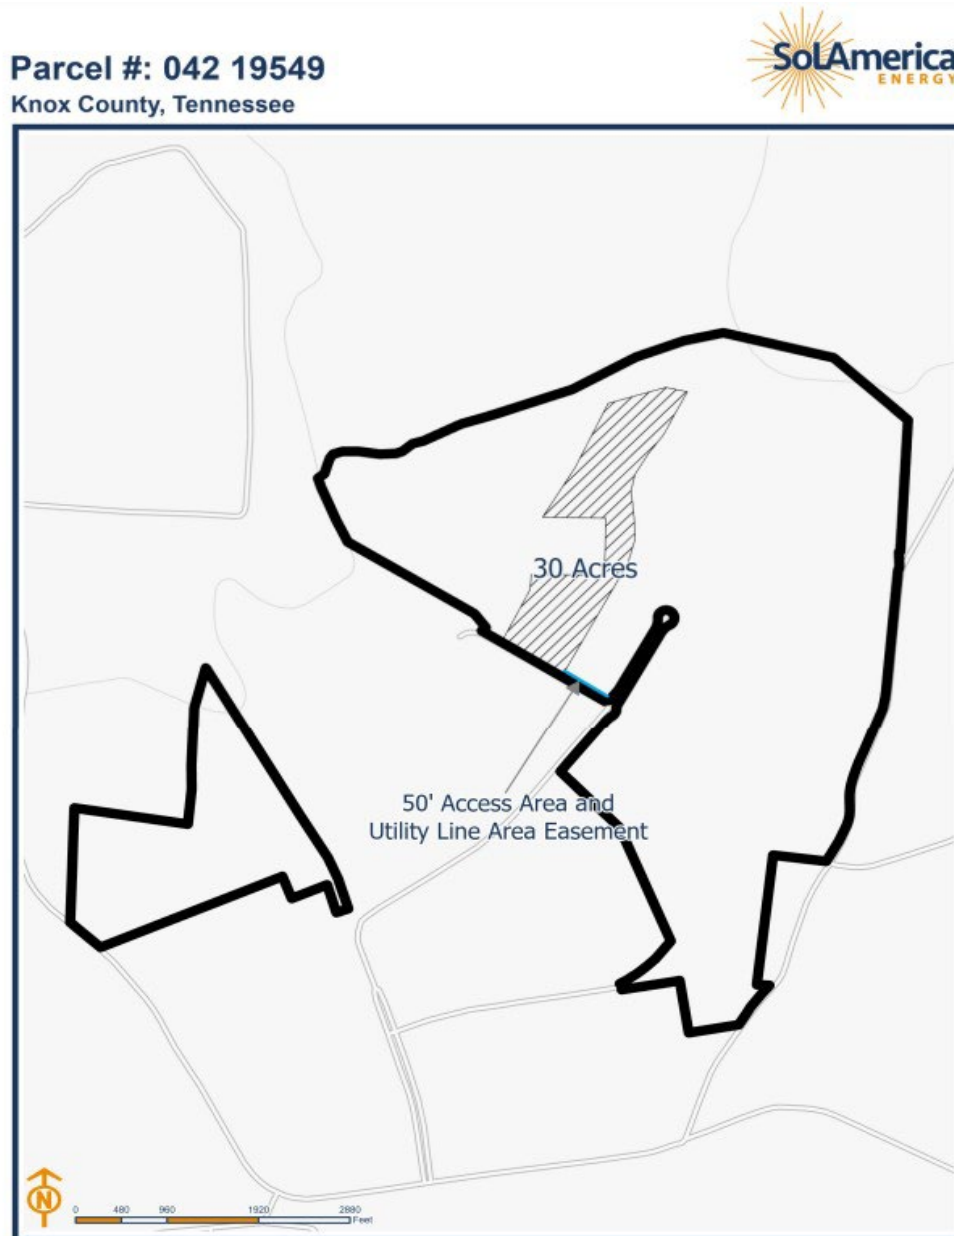 Parcel #: 042 19549
Knox County, Tennessee
SolAmerica
ENERGY
30 Acres
50' Access Area and
Utility Line Area Easement
N
0 480 960 1920 2880
Feet